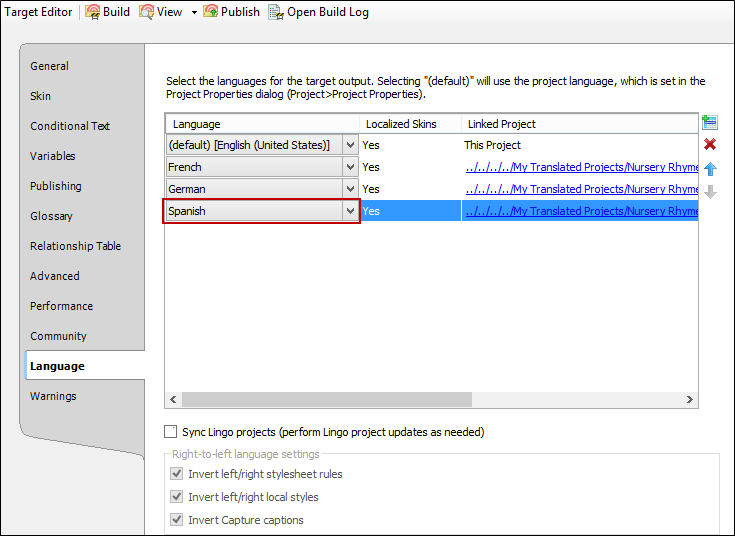 Target Editor Build View Publish Open Build Log
General
Skin
Conditional Text
Variables
Publishing
Glossary
Relationship Table
Advanced
Performance
Community
Language
Warnings
Select the languages for the target output. Selecting "(default)" will use the project language, which is set in the
Project Properties dialog (Project>Project Properties).
Language Localized Skins Linked Project
(default) [English (United States)] Yes This Project
French Yes ../../../../My Translated Projects/Nursery Rhyme
German Yes ../../../../My Translated Projects/Nursery Rhyme
Spanish Yes ../../../../My Translated Projects/Nursery Rhyme
Sync Lingo projects (perform Lingo project updates as needed)
Right-to-left language settings
Invert left/right stylesheet rules
Invert left/right local styles
Invert Capture captions